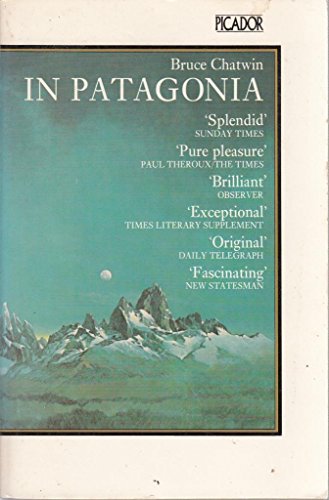 PICADOR
Bruce Chatwin
IN PATAGONIA
‘Splendid’
SUNDAY TIMES
‘Pure pleasure’
PAUL THEROUX/THE TIMES
‘Brilliant’
OBSERVER
‘Exceptional’
TIMES LITERARY SUPPLEMENT
‘Original’
DAILY TELEGRAPH
‘Fascinating’
NEW STATESMAN